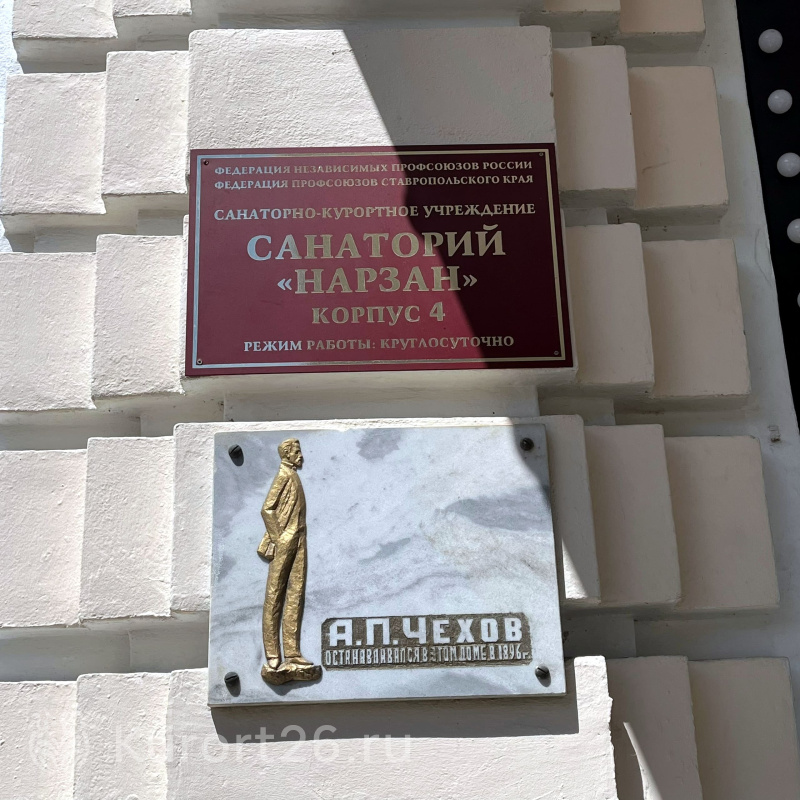 ФЕДЕРАЦИЯ НЕЗАВИСИМЫХ ПРОФСОЮЗОВ РОССИИ
ФЕДЕРАЦИЯ ПРОФСОЮЗОВ СТАВРОПОЛЬСКОГО КРАЯ
САНАТОРНО-КУРОРТНОЕ УЧРЕЖДЕНИЕ
САНАТОРИЙ
«НАРЗАН»
КОРПУС 4
РЕЖИМ РАБОТЫ: КРУГЛОСУТОЧНО
А.П.ЧЕХОВ
ОСТАНАВЛИВАЛСЯ В ЭТОМ ДОМЕ В 1896 г.
Kurort26.ru